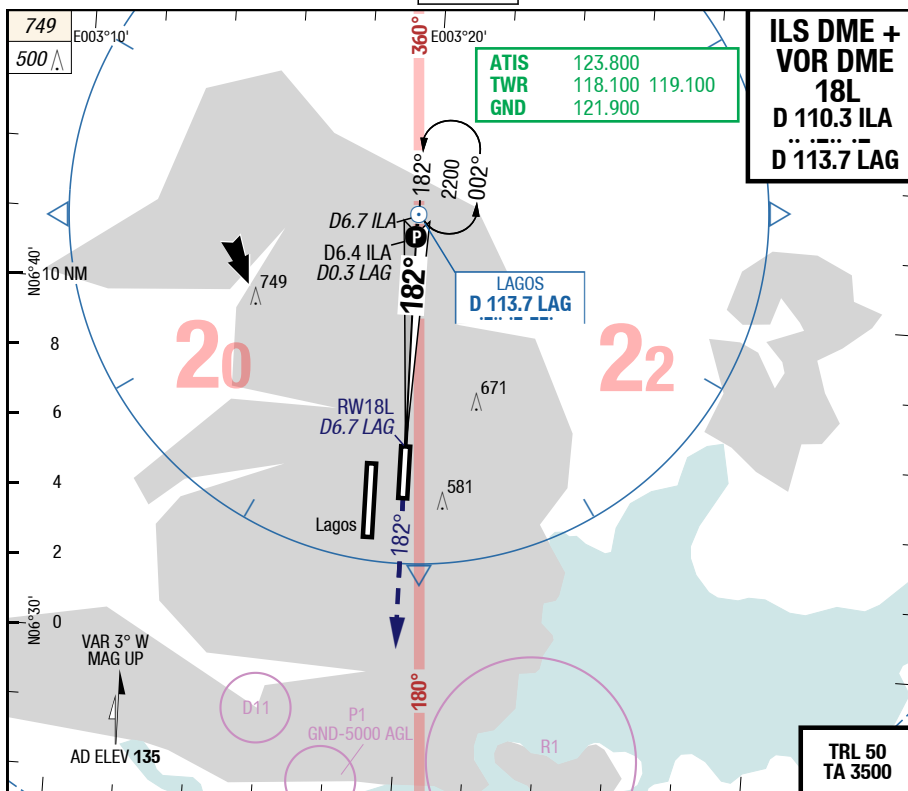 749
500
E003°10'
360°
E003°20'
ATIS 123.800
TWR 118.100 119.100
GND 121.900
ILS DME +
VOR DME
18L
D 110.3 ILA
D 113.7 LAG
182°
2200
002°
D6.7 ILA
P
D6.4 ILA
D0.3 LAG
182°
N06°40'
10 NM
749
LAGOS
D 113.7 LAG
20
22
8
671
6
RW18L
D6.7 LAG
4
581
Lagos
182°
2
N06°30'
0
VAR 3° W
MAG UP
180°
D11
P1
GND-5000 AGL
R1
AD ELEV 135
TRL 50
TA 3500